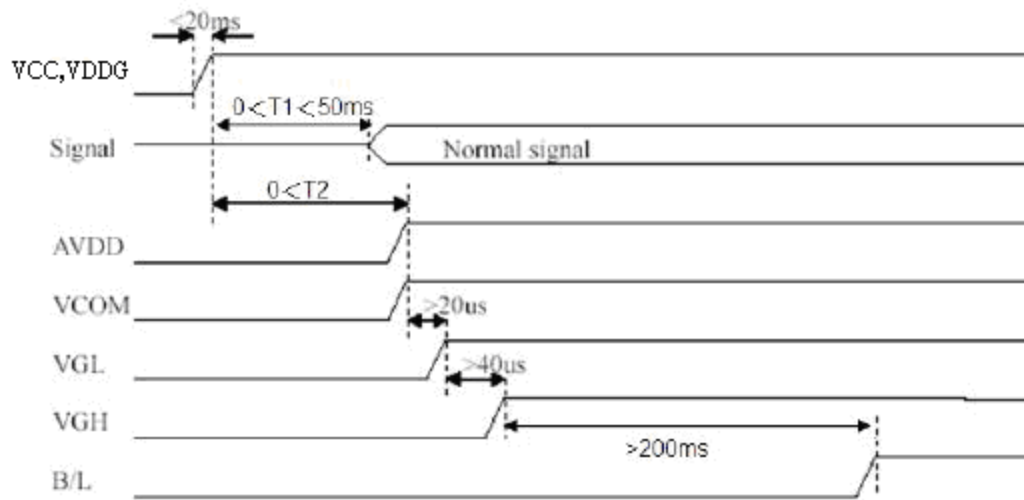 <20ms
VCC,VDDG
0<T1<50ms
Signal
Normal signal
0<T2
AVDD
VCOM
>20us
VGL
>40us
VGH
>200ms
B/L